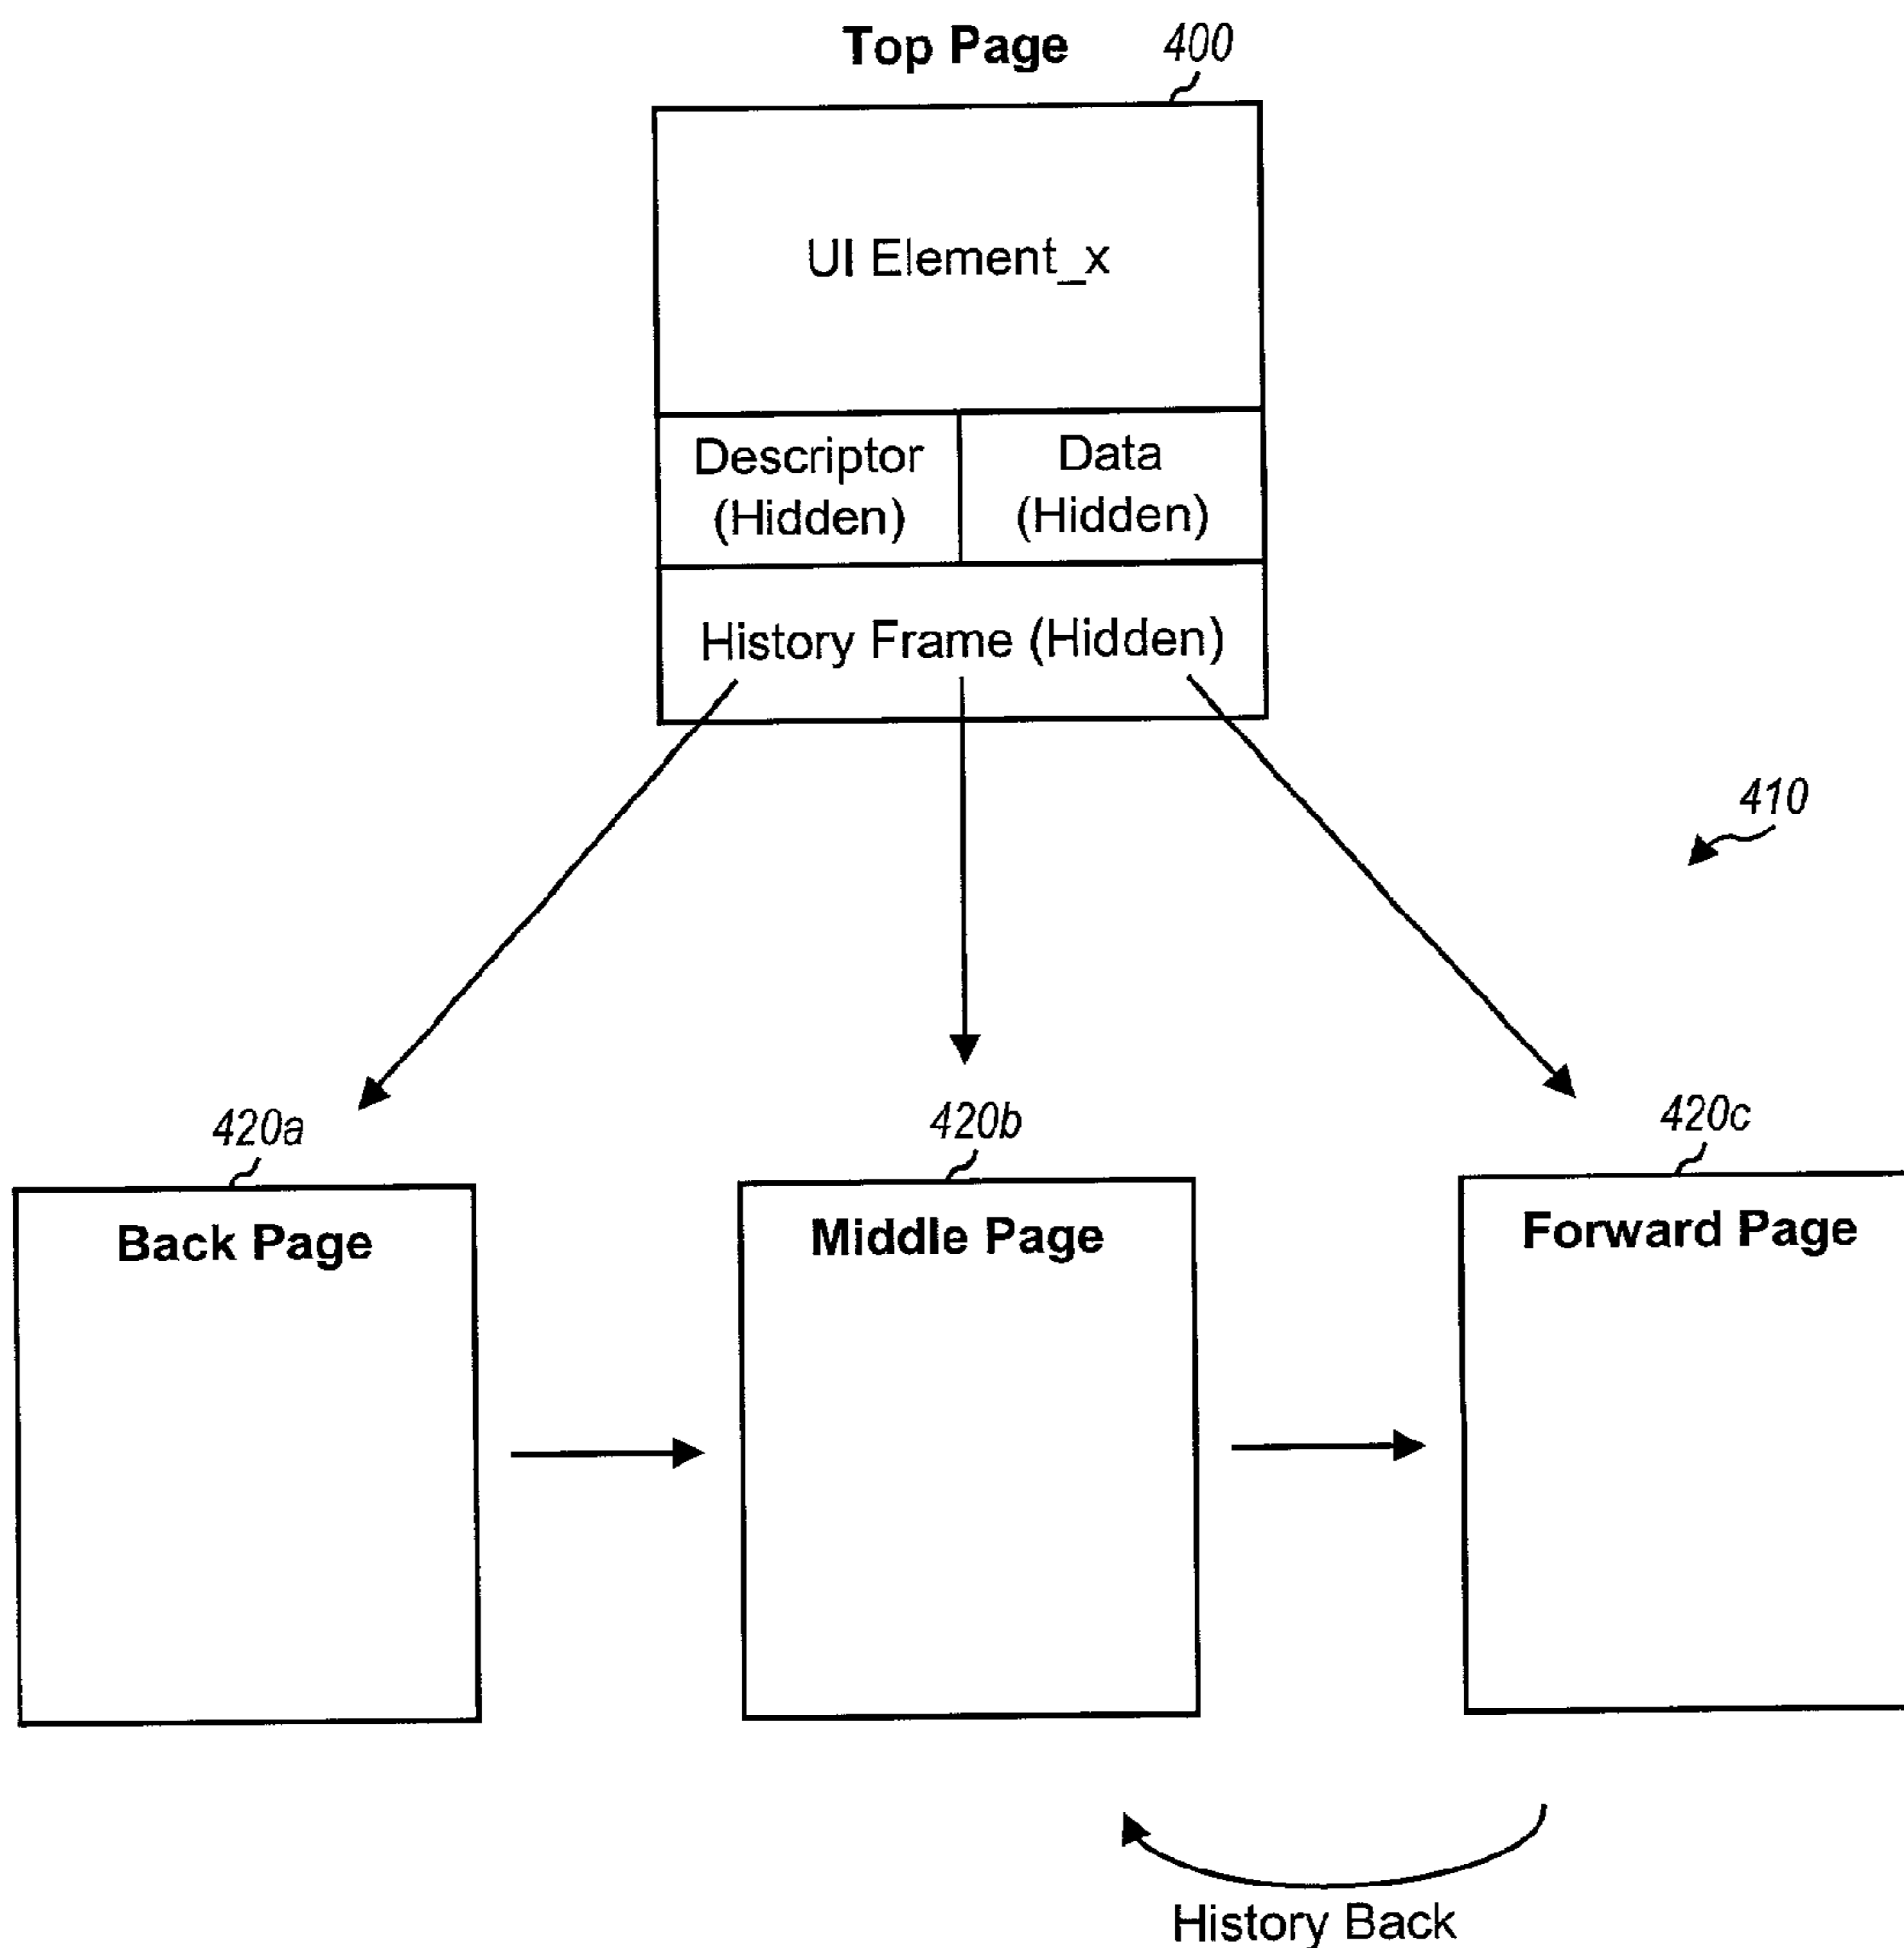 Top Page 400
UI Element_x
Descriptor
(Hidden)
Data
(Hidden)
History Frame (Hidden)
410
420a
420b
420c
Back Page
Middle Page
Forward Page
History Back